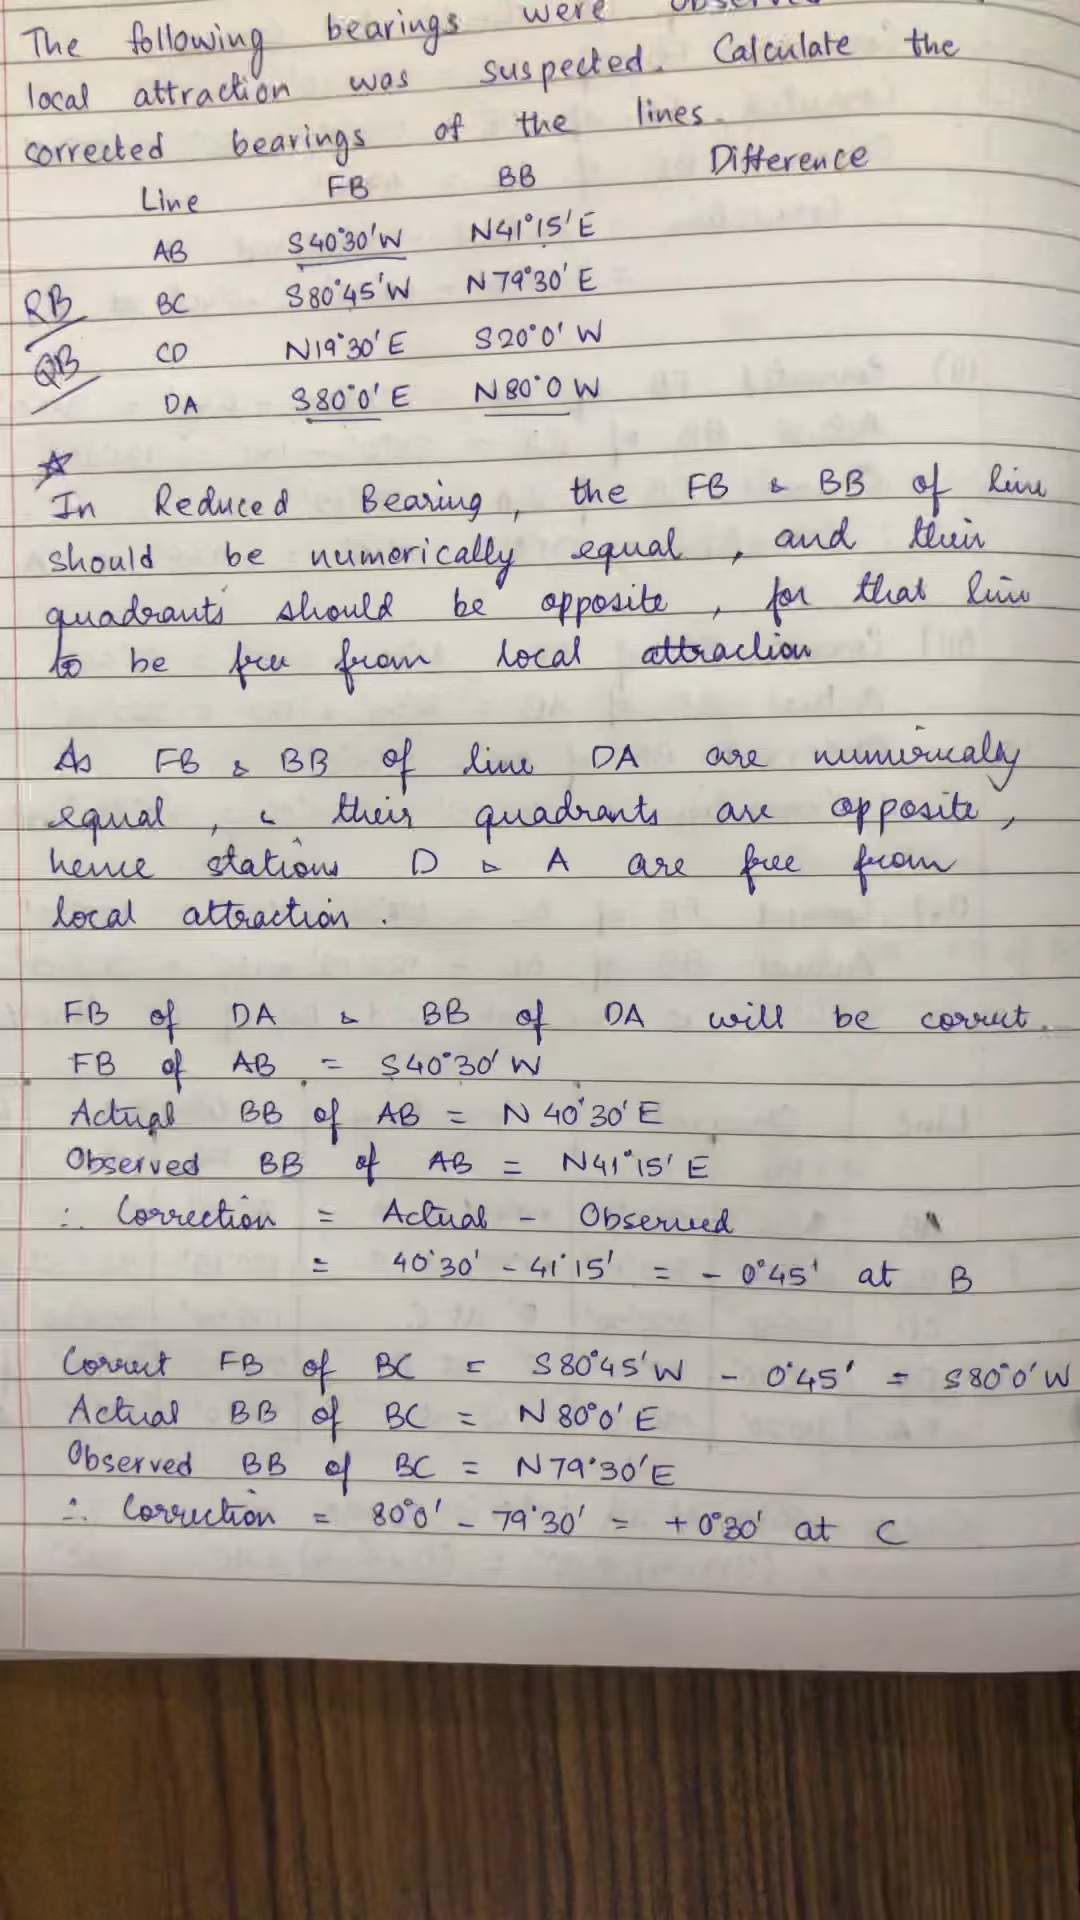 The following bearings were observed
local attraction was suspected. Calculate the
corrected bearings of the lines.
Line FB BB Difference
AB S40°30'W N41°15'E
RB BC S80°45'W N79°30'E
QB CD N19°30'E S20°0'W
DA S80°0'E N80°0W
In Reduced Bearing, the FB & BB of line
should be numerically equal, and their
quadrants should be opposite, for that line
to be free from local attraction
As FB & BB of line DA are numerically
equal, & their quadrants are opposite,
hence stations D & A are free from
local attraction.
FB of DA & BB of DA will be correct.
FB of AB = S40°30'W
Actual BB of AB = N40°30'E
Observed BB of AB = N41°15'E
∴ Correction = Actual - Observed
= 40°30' - 41°15' = - 0°45' at B
Correct FB of BC = S80°45'W - 0°45' = S80°0'W
Actual BB of BC = N80°0'E
Observed BB of BC = N79°30'E
∴ Correction = 80°0' - 79°30' = +0°30' at C